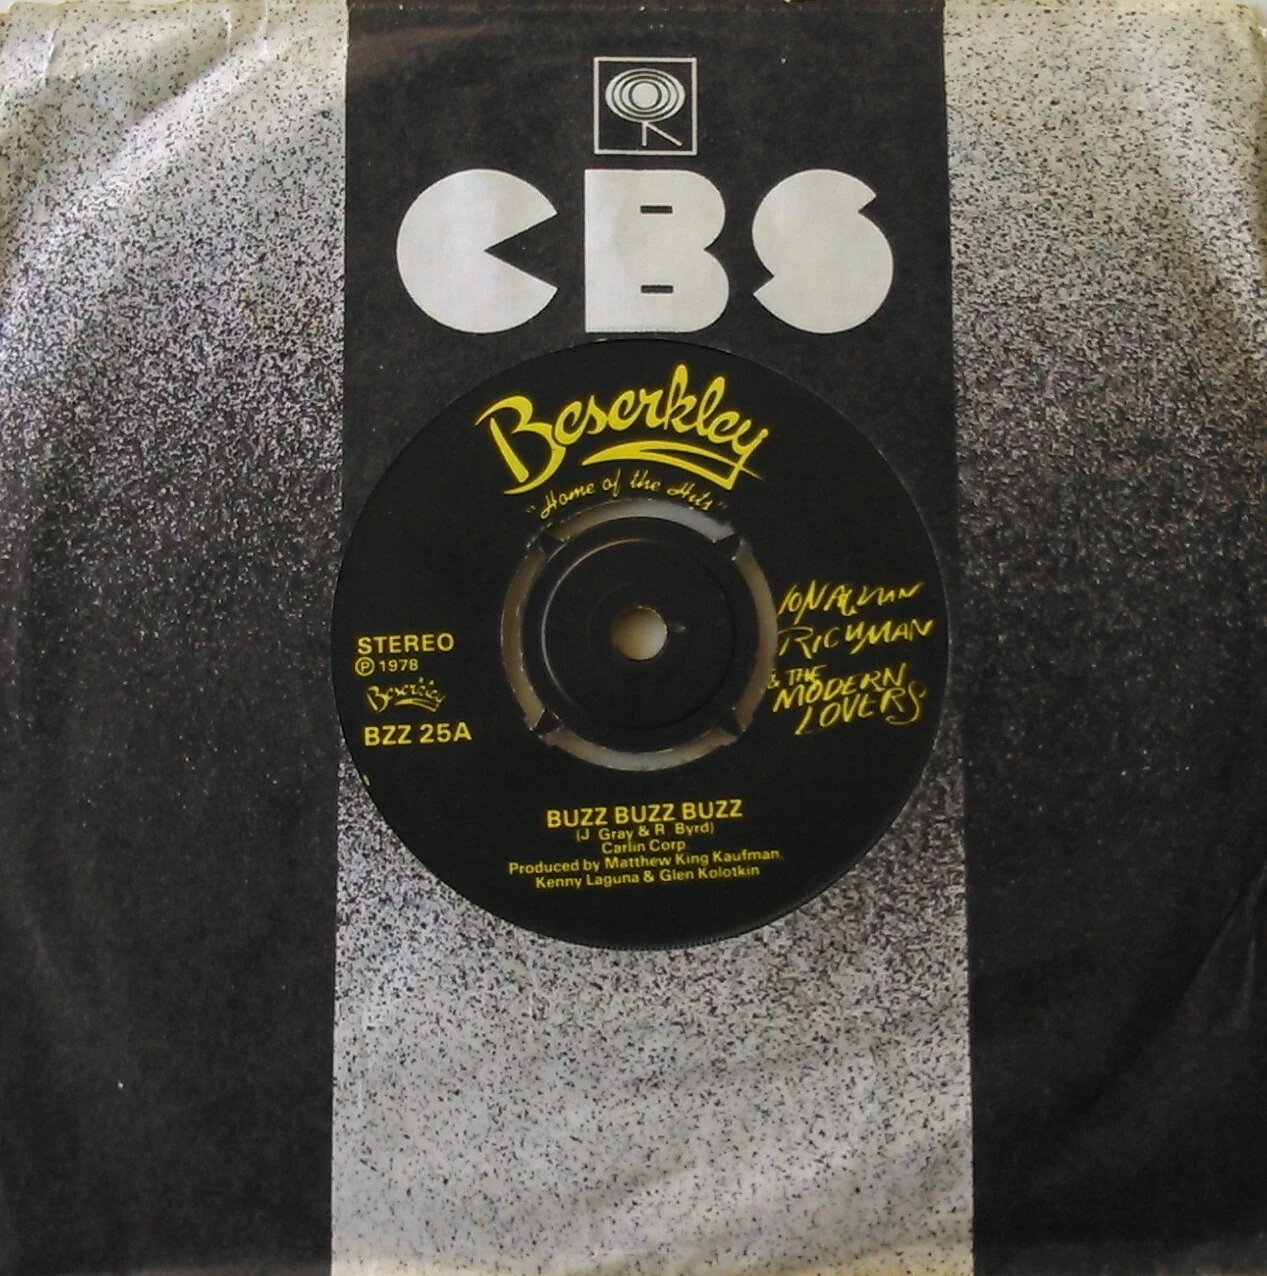 CBS
Beserkley
"Home of the Hits"
STEREO
℗ 1978
Beserkley
BZZ 25A
JONATHAN
RICHMAN
& THE
MODERN
LOVERS
BUZZ BUZZ BUZZ
(J Gray & R Byrd)
Carlin Corp.
Produced by Matthew King Kaufman,
Kenny Laguna & Glen Kolotkin